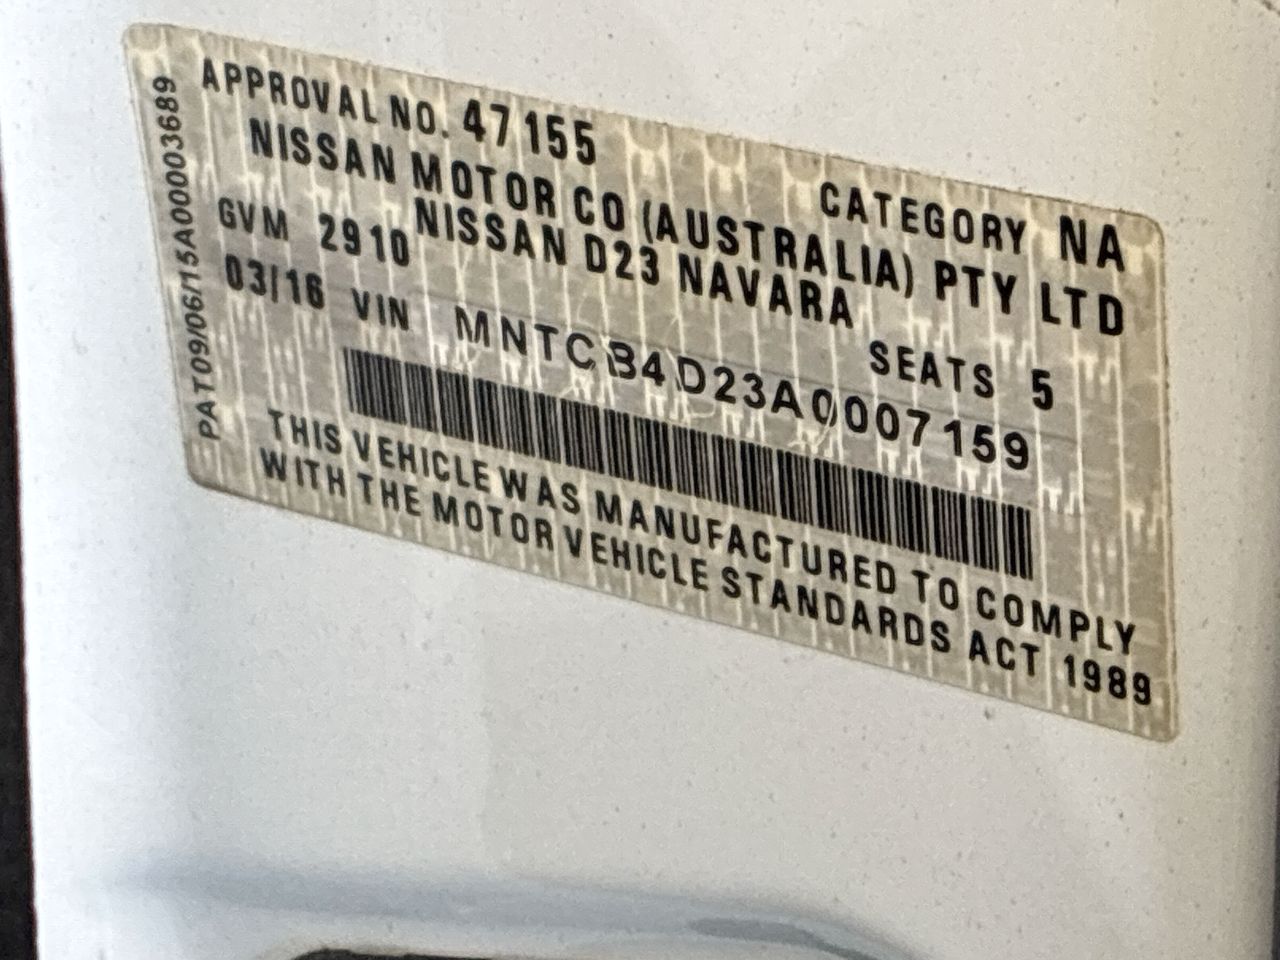 APPROVAL NO. 47155 CATEGORY NA
NISSAN MOTOR CO (AUSTRALIA) PTY LTD
NISSAN D23 NAVARA
GVM 2910 SEATS 5
03/16 VIN MNTCB4D23A0007159
THIS VEHICLE WAS MANUFACTURED TO COMPLY
WITH THE MOTOR VEHICLE STANDARDS ACT 1989
PAT09/06/15A00003689